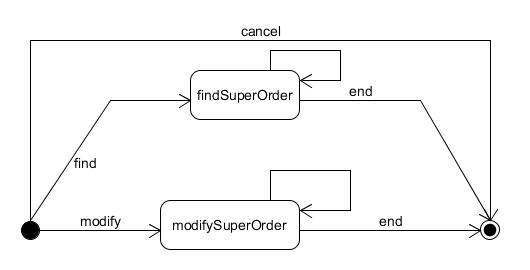 cancel
findSuperOrder
end
find
modify
modifySuperOrder
end